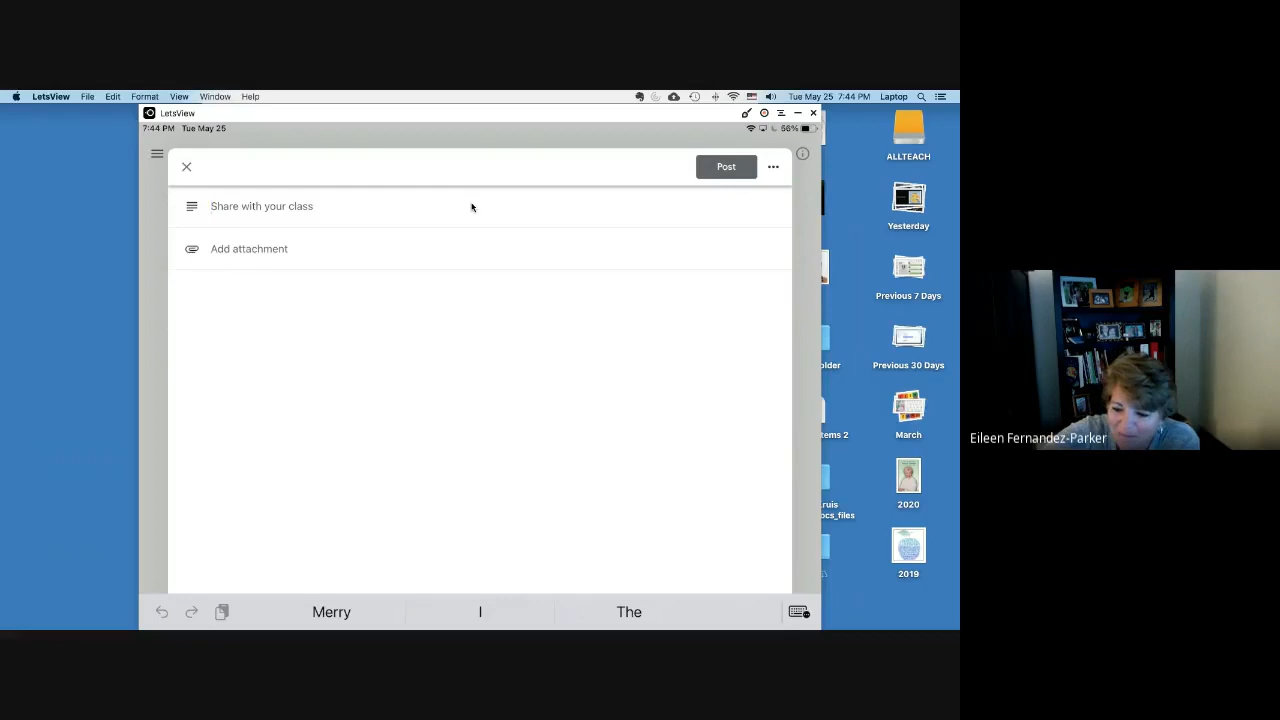 LetsView File Edit Format View Window Help Tue May 25 7:44 PM Laptop
LetsView
7:44 PM Tue May 25 56%
Post
Share with your class
Add attachment
Merry I The
ALLTEACH
Yesterday
Previous 7 Days
Previous 30 Days
older
March
tems 2
2020
ruis
ocs_files
2019
Eileen Fernandez-Parker